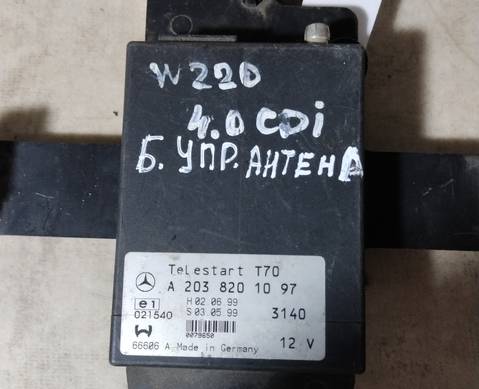 W220
4.0 CDi
Б. УПР. АНТЕНА
Telestart T70
A 203 820 10 97
e1 H 02 06 99
021540 S 03.05.99 3140
0079650
66606 A Made in Germany 12 V